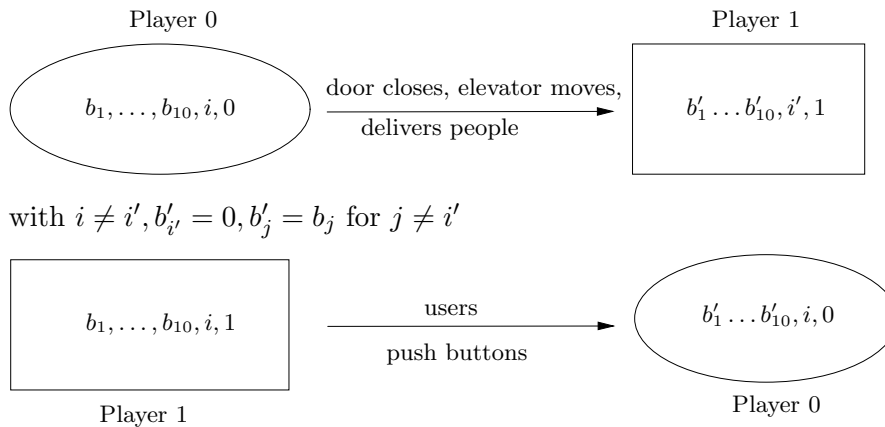 Player 0
Player 1
b₁, …, b₁₀, i, 0
door closes, elevator moves,
delivers people
b′₁ … b′₁₀, i′, 1
with i ≠ i′, b′ᵢ′ = 0, b′ⱼ = bⱼ for j ≠ i′
b₁, …, b₁₀, i, 1
users
push buttons
b′₁ … b′₁₀, i, 0
Player 1
Player 0